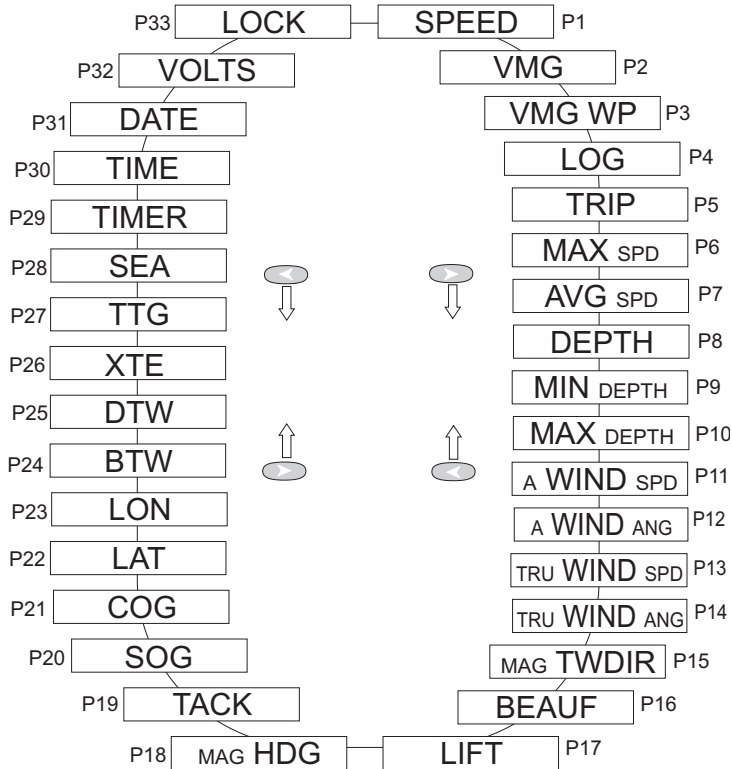 P33 LOCK
SPEED P1
P32 VOLTS
VMG P2
P31 DATE
VMG WP P3
P30 TIME
LOG P4
P29 TIMER
TRIP P5
P28 SEA
MAX SPD P6
P27 TTG
AVG SPD P7
P26 XTE
DEPTH P8
P25 DTW
MIN DEPTH P9
P24 BTW
MAX DEPTH P10
P23 LON
A WIND SPD P11
P22 LAT
A WIND ANG P12
P21 COG
TRU WIND SPD P13
P20 SOG
TRU WIND ANG P14
P19 TACK
MAG TWDIR P15
P18 MAG HDG
BEAUF P16
LIFT P17